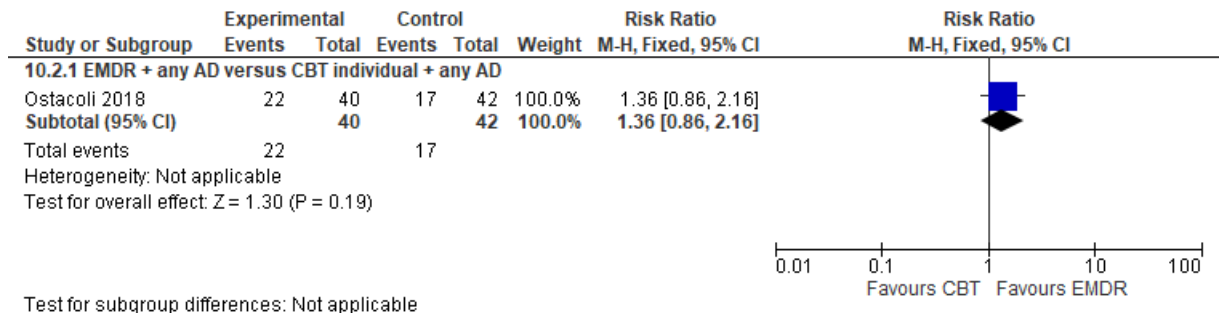 Experimental Control Risk Ratio Risk Ratio
Study or Subgroup Events Total Events Total Weight M-H, Fixed, 95% CI M-H, Fixed, 95% CI
10.2.1 EMDR + any AD versus CBT individual + any AD
Ostacoli 2018 22 40 17 42 100.0% 1.36 [0.86, 2.16]
Subtotal (95% CI) 40 42 100.0% 1.36 [0.86, 2.16]
Total events 22 17
Heterogeneity: Not applicable
Test for overall effect: Z = 1.30 (P = 0.19)
0.01 0.1 1 10 100
Favours CBT Favours EMDR
Test for subgroup differences: Not applicable